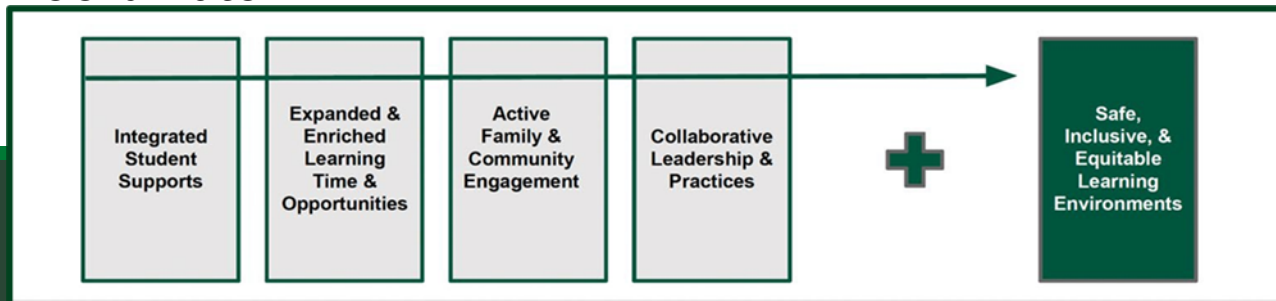 Integrated
Student
Supports
Expanded &
Enriched
Learning
Time &
Opportunities
Active
Family &
Community
Engagement
Collaborative
Leadership &
Practices
Safe,
Inclusive, &
Equitable
Learning
Environments